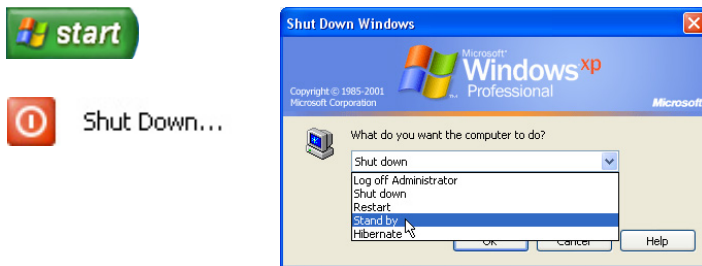 start
Shut Down...
Shut Down Windows
Microsoft®
Windows xp
Professional
Copyright © 1985-2001
Microsoft Corporation
Microsoft
What do you want the computer to do?
Shut down
Log off Administrator
Shut down
Restart
Stand by
Hibernate
OK Cancel Help